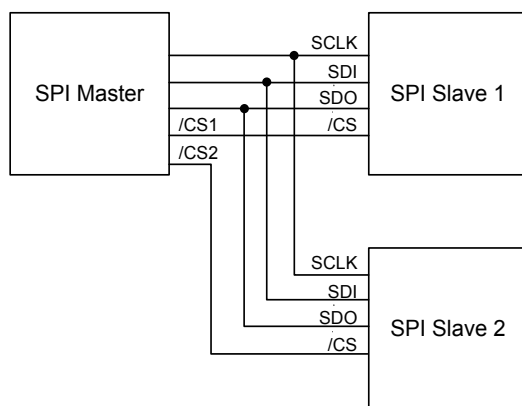 SCLK
SDI
SPI Master
SDO
SPI Slave 1
/CS1
/CS
/CS2
SCLK
SDI
SDO
SPI Slave 2
/CS